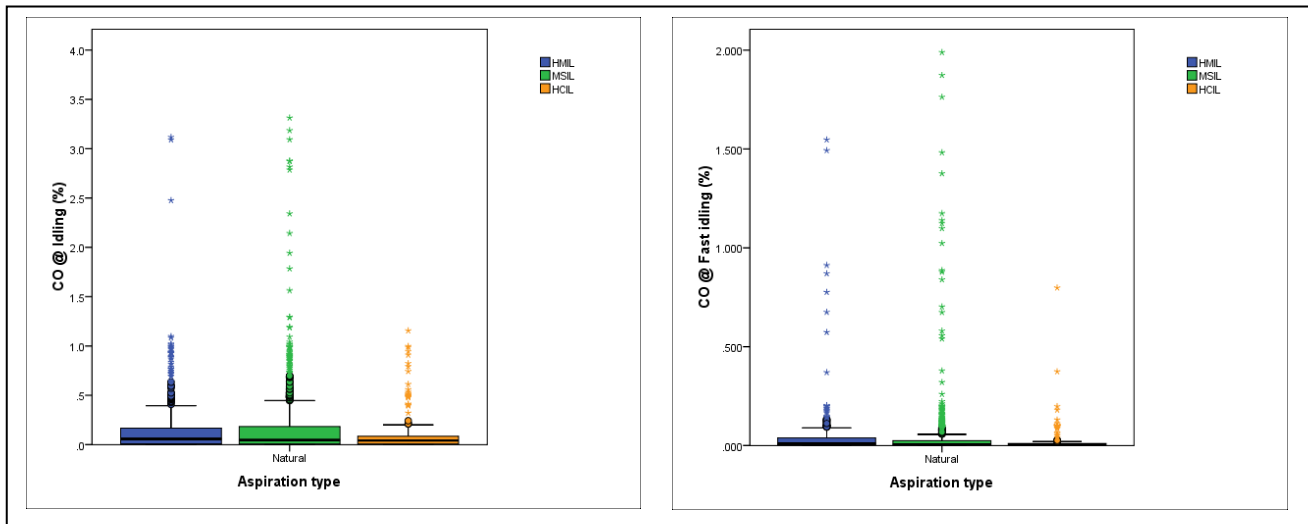 4.0
3.5
3.0
2.5
2.0
1.5
1.0
.5
.0
CO @ Idling (%)
Natural
Aspiration type
HMIL
MSIL
HCIL
2.000
1.500
1.000
.500
.000
CO @ Fast idling (%)
Natural
Aspiration type
HMIL
MSIL
HCIL